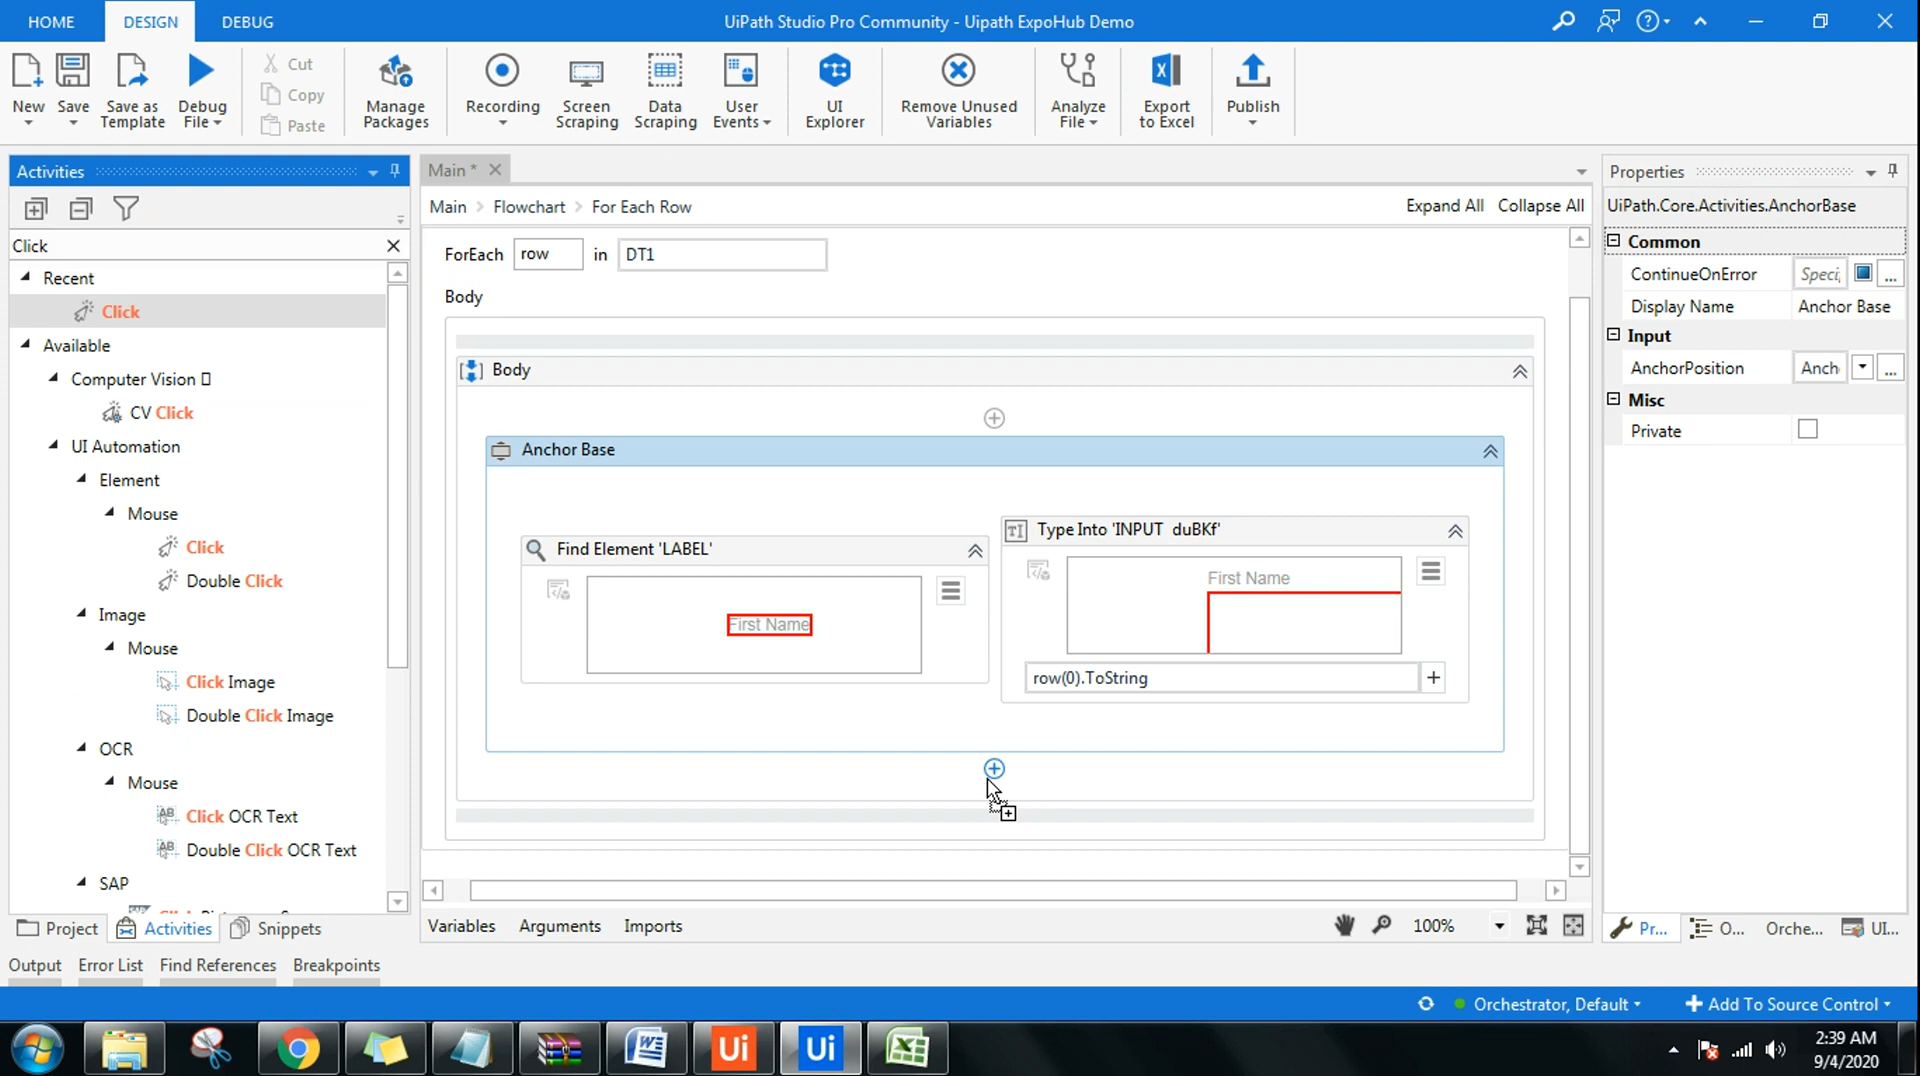 HOME DESIGN DEBUG UiPath Studio Pro Community - Uipath ExpoHub Demo
New Save Save as Template Debug File Cut Copy Paste Manage Packages Recording Screen Scraping Data Scraping User Events UI Explorer Remove Unused Variables Analyze File Export to Excel Publish
Activities
Click
Recent
Click
Available
Computer Vision
CV Click
UI Automation
Element
Mouse
Click
Double Click
Image
Mouse
Click Image
Double Click Image
OCR
Mouse
Click OCR Text
Double Click OCR Text
SAP
Project Activities Snippets
Main *
Main > Flowchart > For Each Row Expand All Collapse All
ForEach row in DT1
Body
Body
Anchor Base
Find Element 'LABEL'
First Name
Type Into 'INPUT duBKf'
First Name
row(0).ToString
Variables Arguments Imports 100%
Properties
UiPath.Core.Activities.AnchorBase
Common
ContinueOnError Speci
Display Name Anchor Base
Input
AnchorPosition Anch
Misc
Private
Pr... O... Orche... UI...
Output Error List Find References Breakpoints
Orchestrator, Default Add To Source Control
2:39 AM
9/4/2020